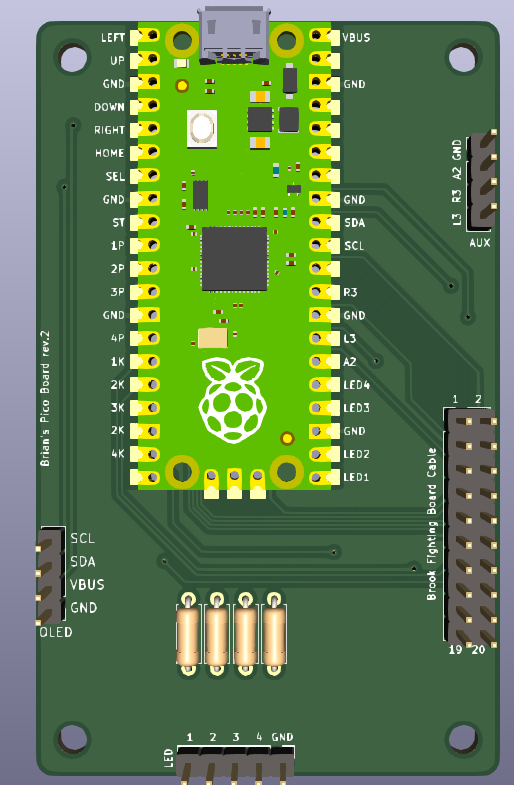 LEFT
UP
GND
DOWN
RIGHT
HOME
SEL
GND
ST
1P
2P
3P
GND
4P
1K
2K
3K
2K
4K
VBUS
GND
GND
SDA
SCL
R3
GND
L3
A2
LED4
LED3
GND
LED2
LED1
L3 R3 A2 GND
AUX
Brian's Pico Board rev.2
1 2
Brook Fighting Board Cable
19 20
SCL
SDA
VBUS
GND
OLED
1 2 3 4 GND
LED